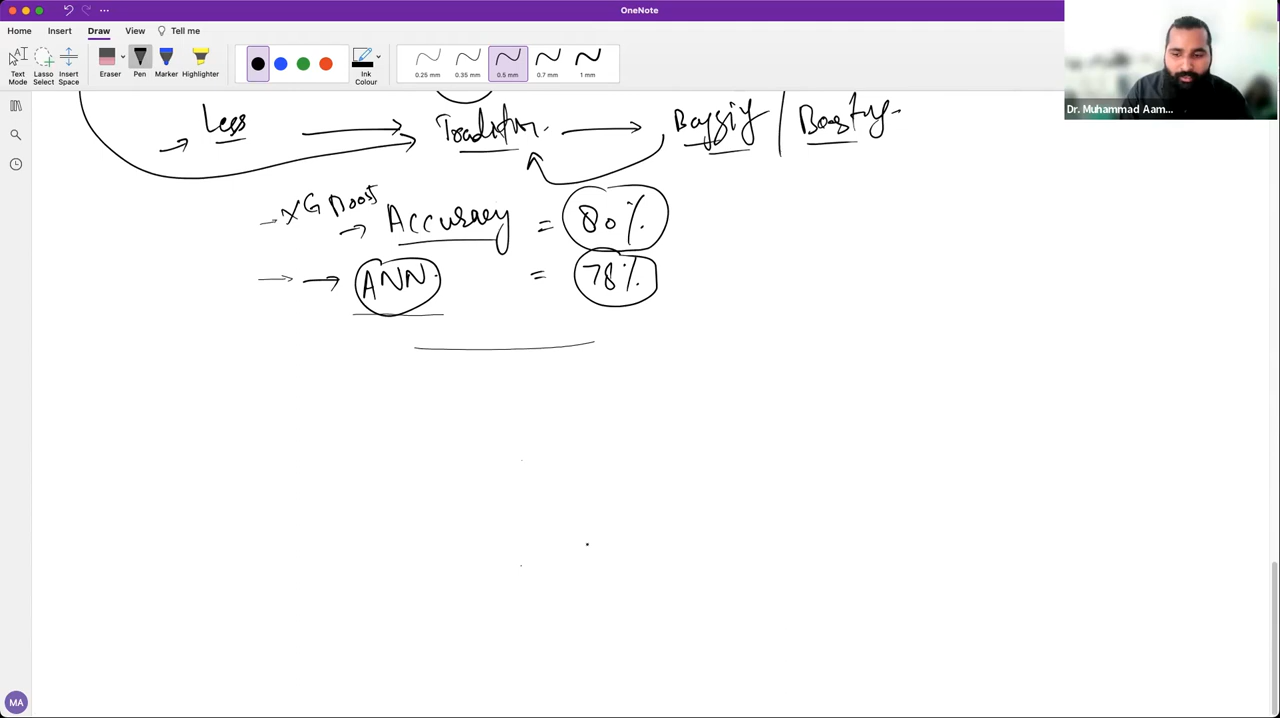 OneNote
Home Insert Draw View Tell me
Text Mode
Lasso Select
Insert Space
Eraser
Pen
Marker
Highlighter
Ink Colour
0.25 mm
0.35 mm
0.5 mm
0.7 mm
1 mm
Dr. Muhammad Aam...
→ Less → Tradition. → Bagging / Boosting
→ XG Boost → Accuracy = 80%
→ → ANN. = 78%
MA